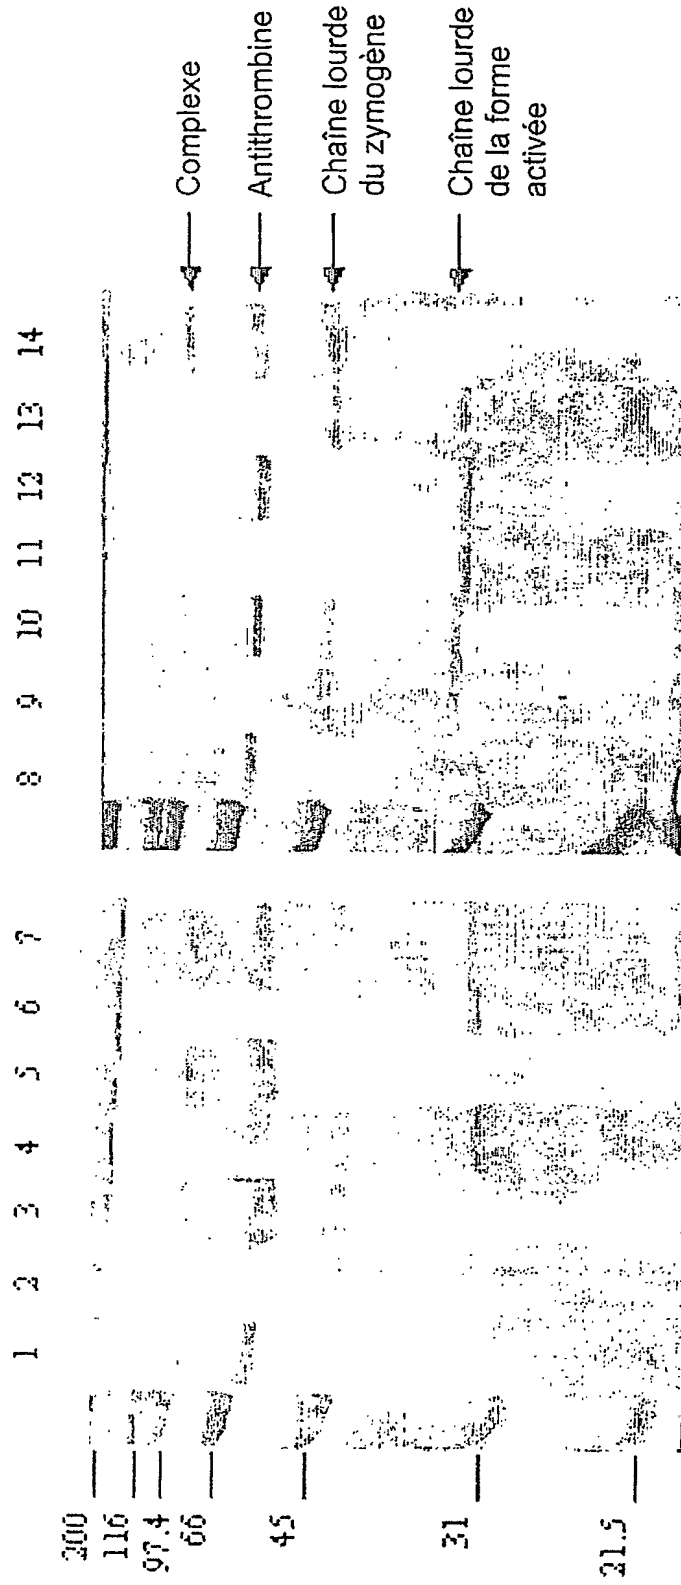 1 2 3 4 5 6 7 8 9 10 11 12 13 14
200
116
97.4
66
45
31
21.5
Complexe
Antithrombine
Chaîne lourde
du zymogène
Chaîne lourde
de la forme
activée